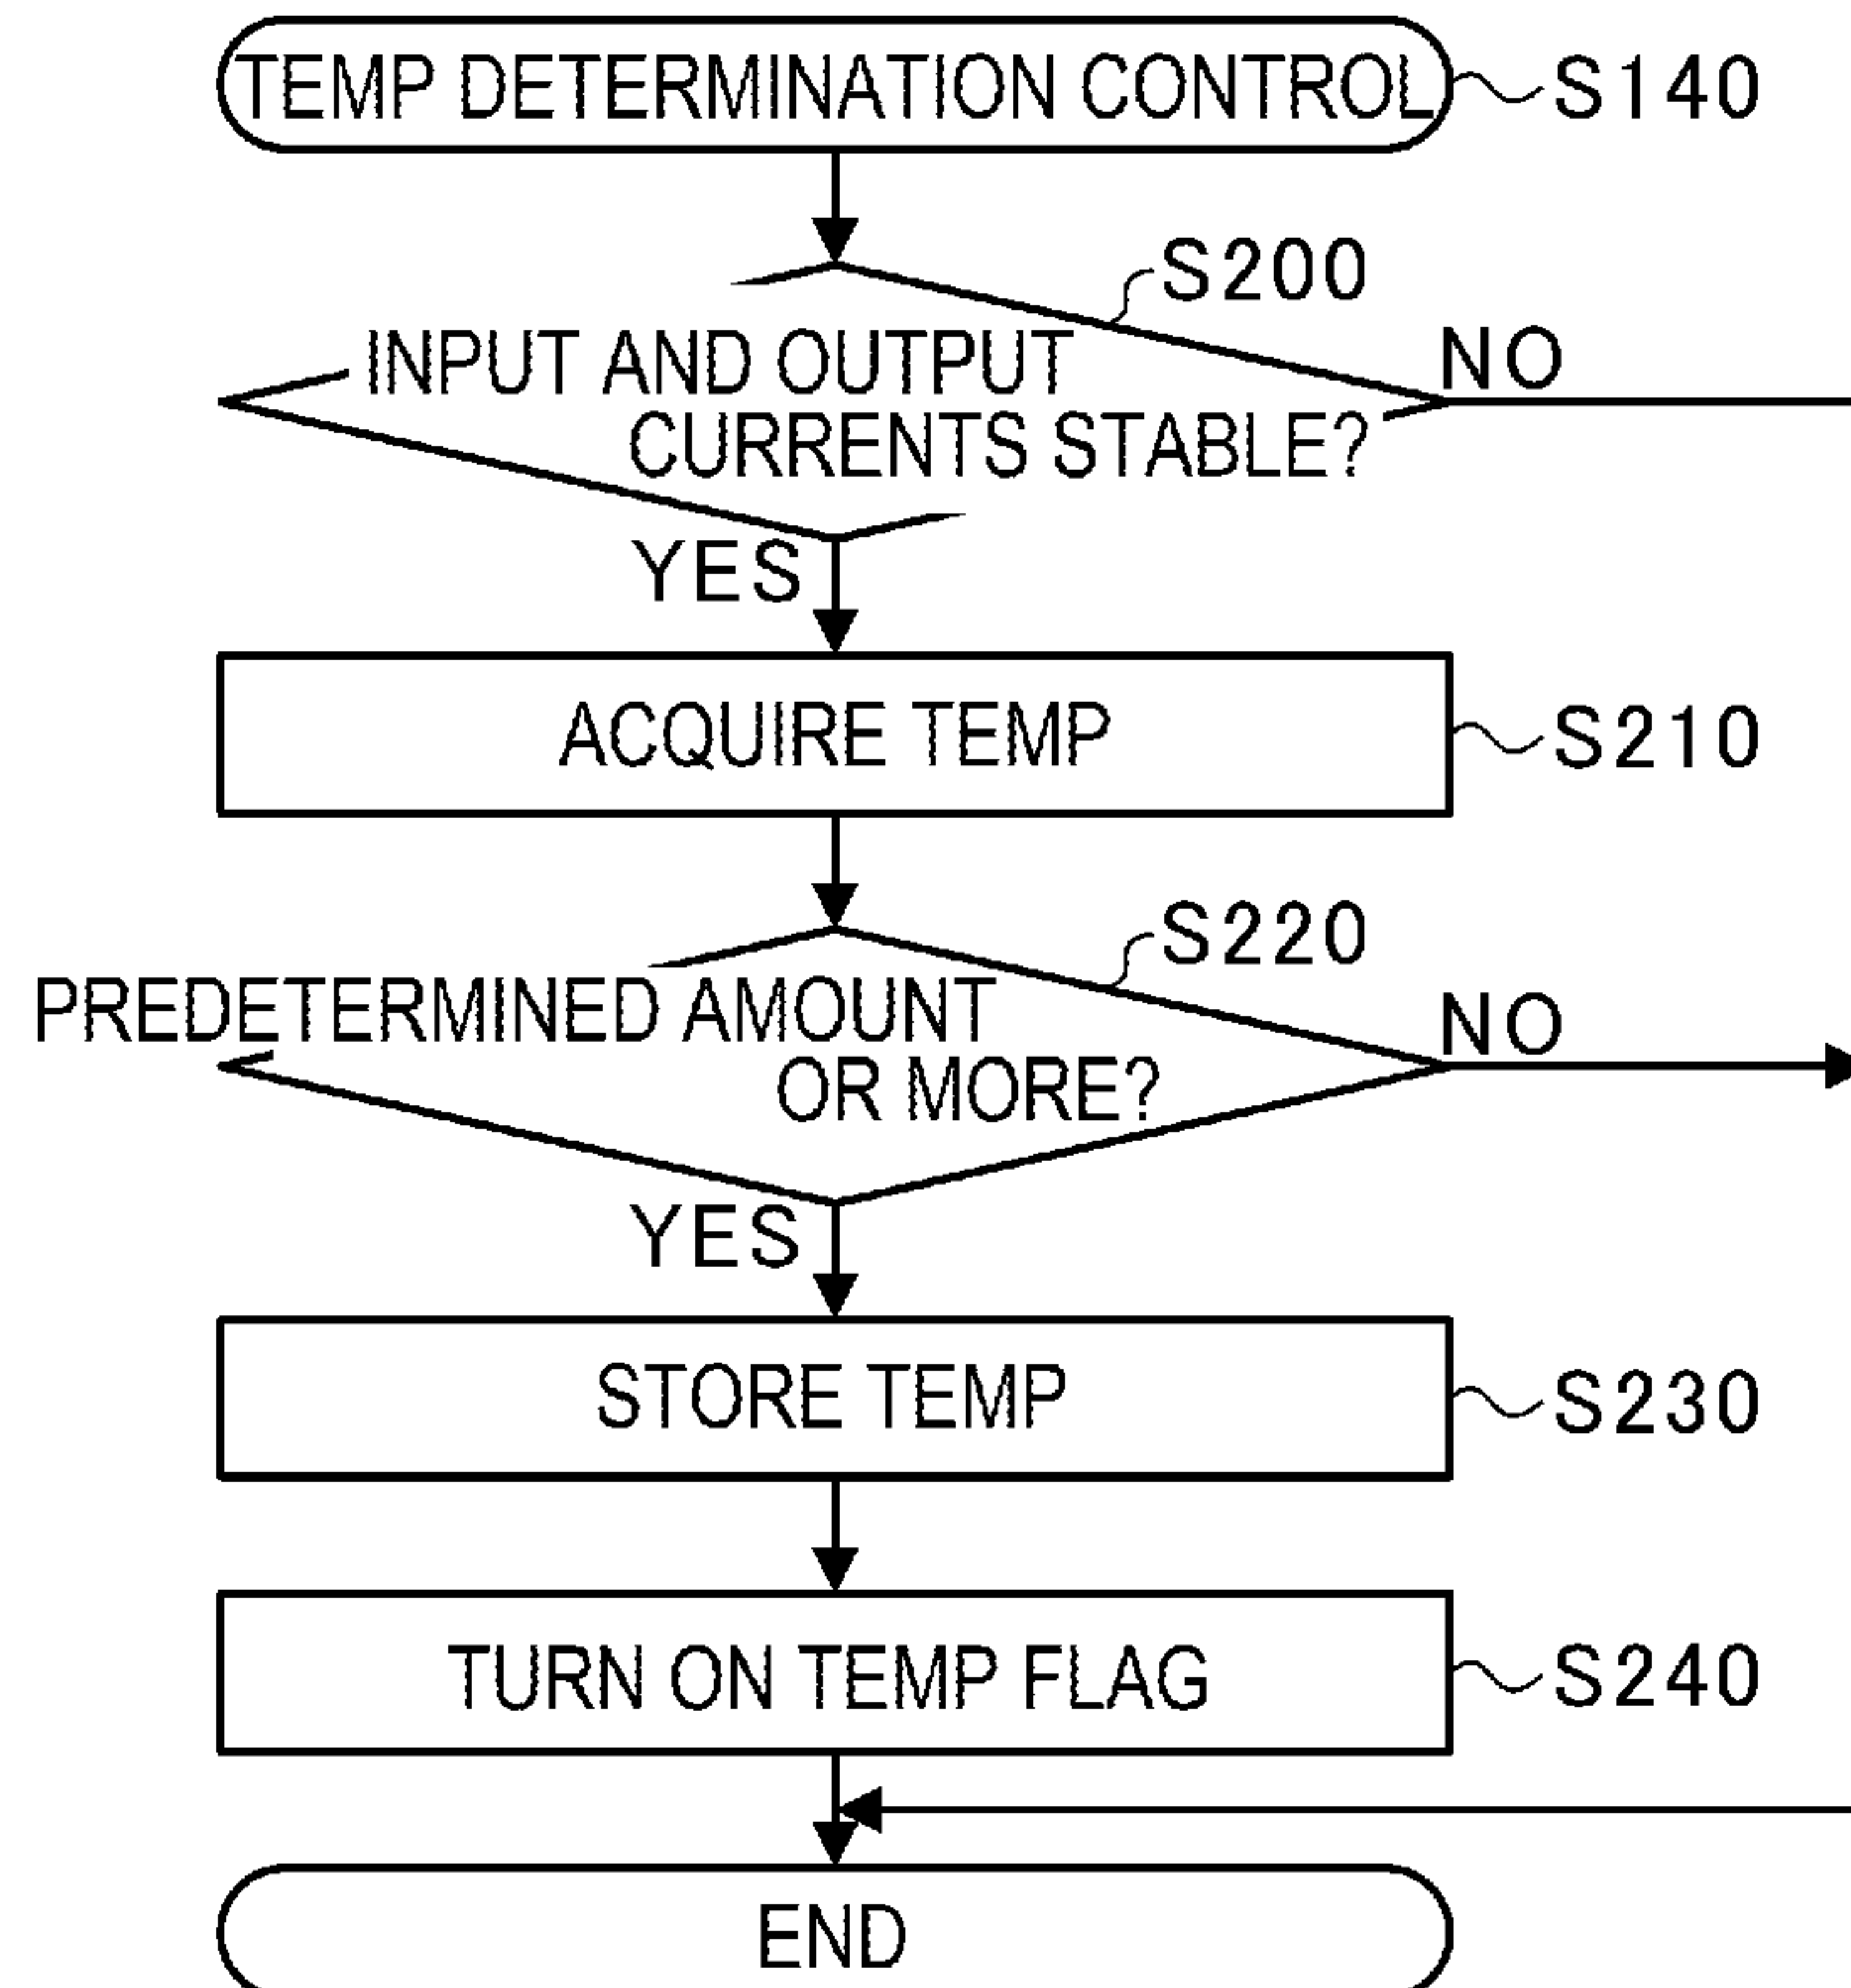 TEMP DETERMINATION CONTROL
S140
S200
INPUT AND OUTPUT
CURRENTS STABLE?
NO
YES
ACQUIRE TEMP
S210
S220
PREDETERMINED AMOUNT
OR MORE?
NO
YES
STORE TEMP
S230
TURN ON TEMP FLAG
S240
END